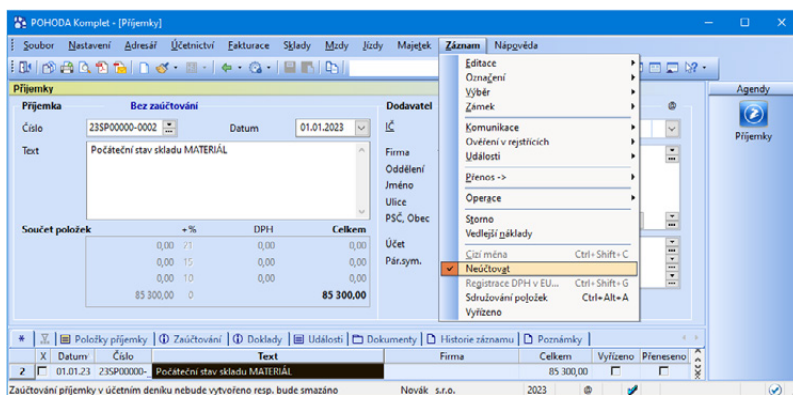 POHODA Komplet - [Příjemky]
Soubor Nastavení Adresář Účetnictví Fakturace Sklady Mzdy Jízdy Majetek Záznam Nápověda
Příjemky
Agendy
Příjemka Bez zaúčtování Dodavatel @
Číslo 23SP00000-0002 Datum 01.01.2023 IČ
Text Počáteční stav skladu MATERIÁL
Firma
Oddělení
Jméno
Ulice
PSČ, Obec
Účet
Pár.sym.
Součet položek +% DPH Celkem
0,00 21 0,00 0,00
0,00 15 0,00 0,00
0,00 10 0,00 0,00
85 300,00 0 85 300,00
Editace
Označení
Výběr
Zámek
Komunikace
Ověření v rejstřících
Události
Přenos ->
Operace
Storno
Vedlejší náklady
Cizí měna Ctrl+Shift+C
Neúčtovat
Registrace DPH v EU... Ctrl+Shift+G
Sdružování položek Ctrl+Alt+A
Vyřízeno
Příjemky
* Položky příjemky Zaúčtování Doklady Události Dokumenty Historie záznamu Poznámky
X Datum Číslo Text Firma Celkem Vyřízeno Přeneseno
2 01.01.23 23SP00000- Počáteční stav skladu MATERIÁL 85 300,00
Zaúčtování příjemky v účetním deníku nebude vytvořeno resp. bude smazáno Novák s.r.o. 2023 @